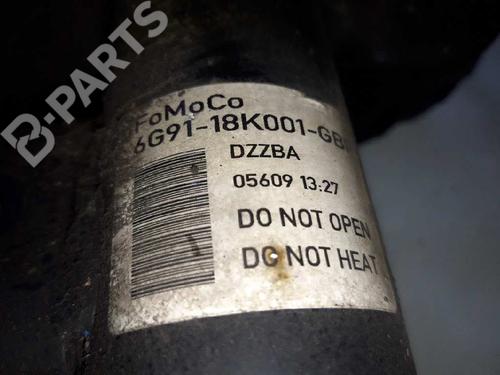 B-PARTS
FoMoCo
6G91-18K001-GB
DZZBA
05609 13:27
DO NOT OPEN
DO NOT HEAT